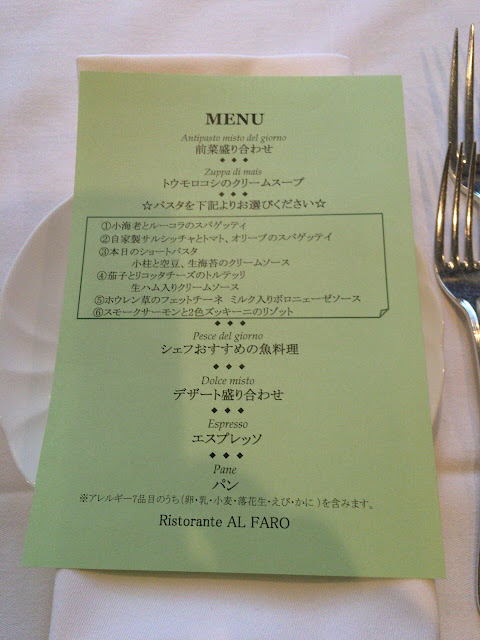 MENU
Antipasto misto del giorno
前菜盛り合わせ
◆ ◆ ◆
Zuppa di mais
トウモロコシのクリームスープ
◆ ◆ ◆
☆パスタを下記よりお選びください☆
①小海老とルーコラのスパゲッティ
②自家製サルシッチャとトマト、オリーブのスパゲッティ
③本日のショートパスタ
小柱と空豆、生海苔のクリームソース
④茄子とリコッタチーズのトルテッリ
生ハム入りクリームソース
⑤ホウレン草のフェットチーネ ミルク入りボロニェーゼソース
⑥スモークサーモンと2色ズッキーニのリゾット
◆ ◆ ◆
Pesce del giorno
シェフおすすめの魚料理
◆ ◆ ◆
Dolce misto
デザート盛り合わせ
◆ ◆ ◆
Espresso
エスプレッソ
◆ ◆ ◆
Pane
パン
※アレルギー7品目のうち(卵・乳・小麦・落花生・えび・かに)を含みます。
Ristorante AL FARO